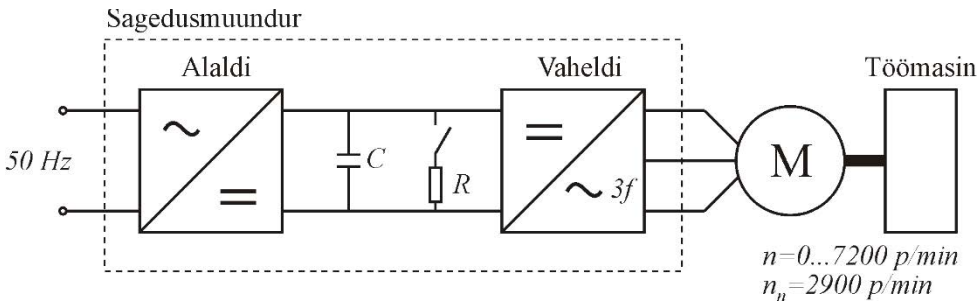 Sagedusmuundur
Alaldi
Vaheldi
Töömasin
50 Hz
~
=
C
R
=
~ 3f
M
n=0...7200 p/min
nₙ=2900 p/min